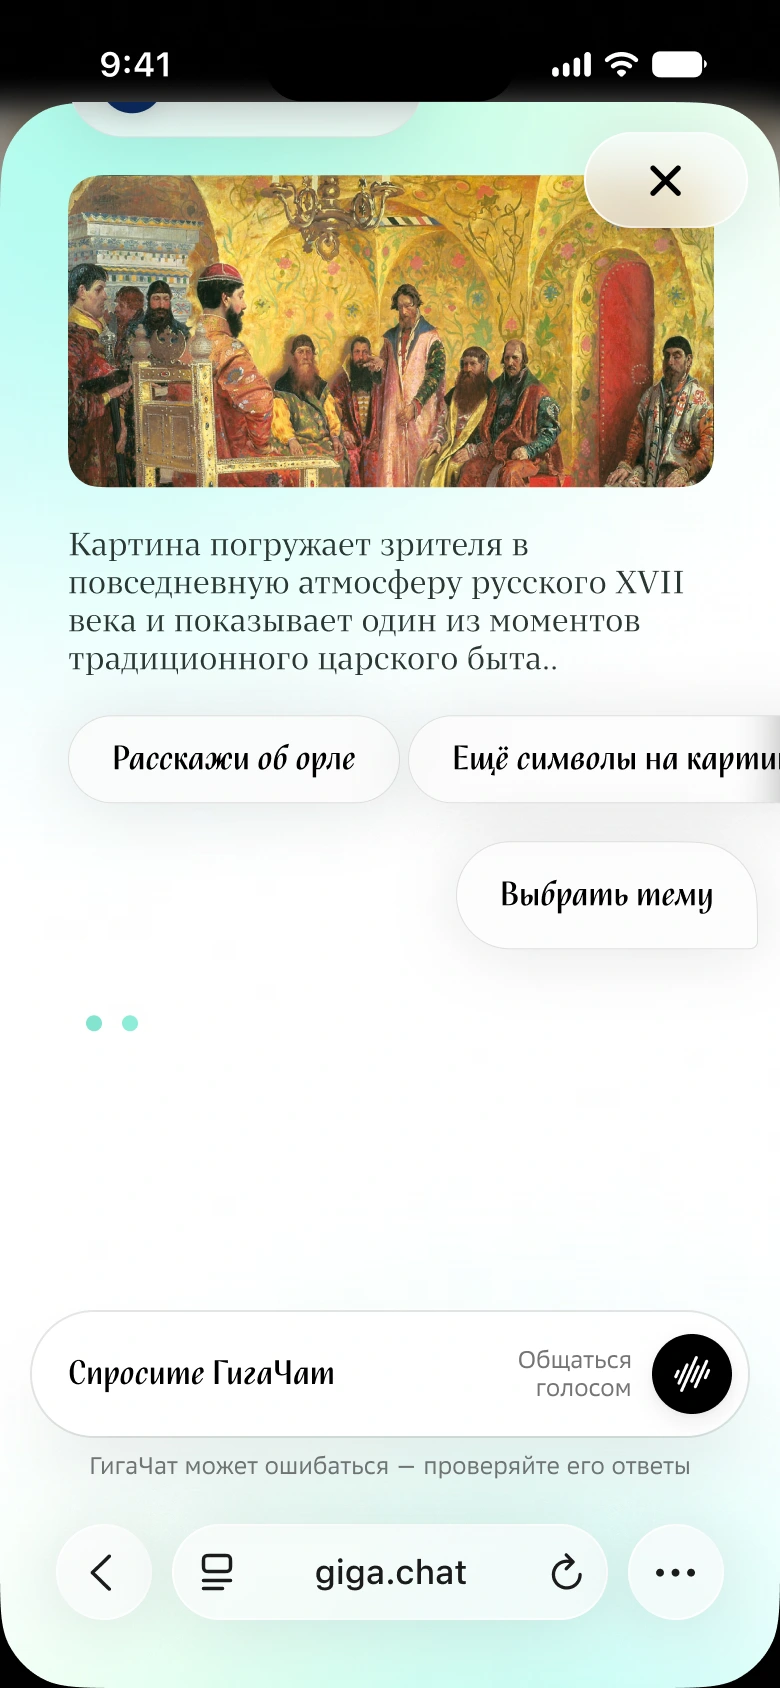 9:41
Картина погружает зрителя в
повседневную атмосферу русского XVII
века и показывает один из моментов
традиционного царского быта..
Расскажи об орле
Ещё символы на карти
Выбрать тему
Спросите ГигаЧат
Общаться
голосом
ГигаЧат может ошибаться — проверяйте его ответы
giga.chat